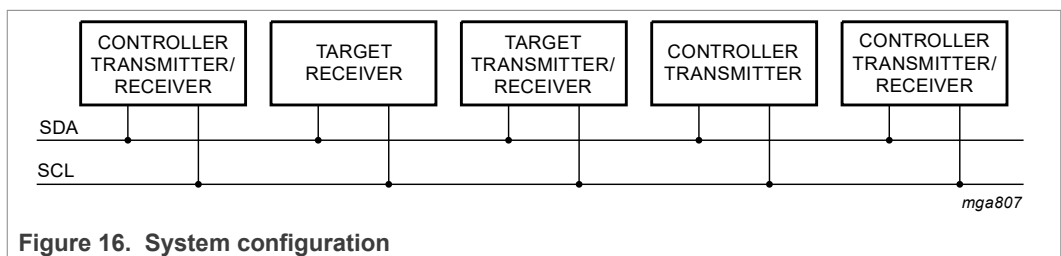 CONTROLLER
TRANSMITTER/
RECEIVER
TARGET
RECEIVER
TARGET
TRANSMITTER/
RECEIVER
CONTROLLER
TRANSMITTER
CONTROLLER
TRANSMITTER/
RECEIVER
SDA
SCL
mga807
Figure 16. System configuration